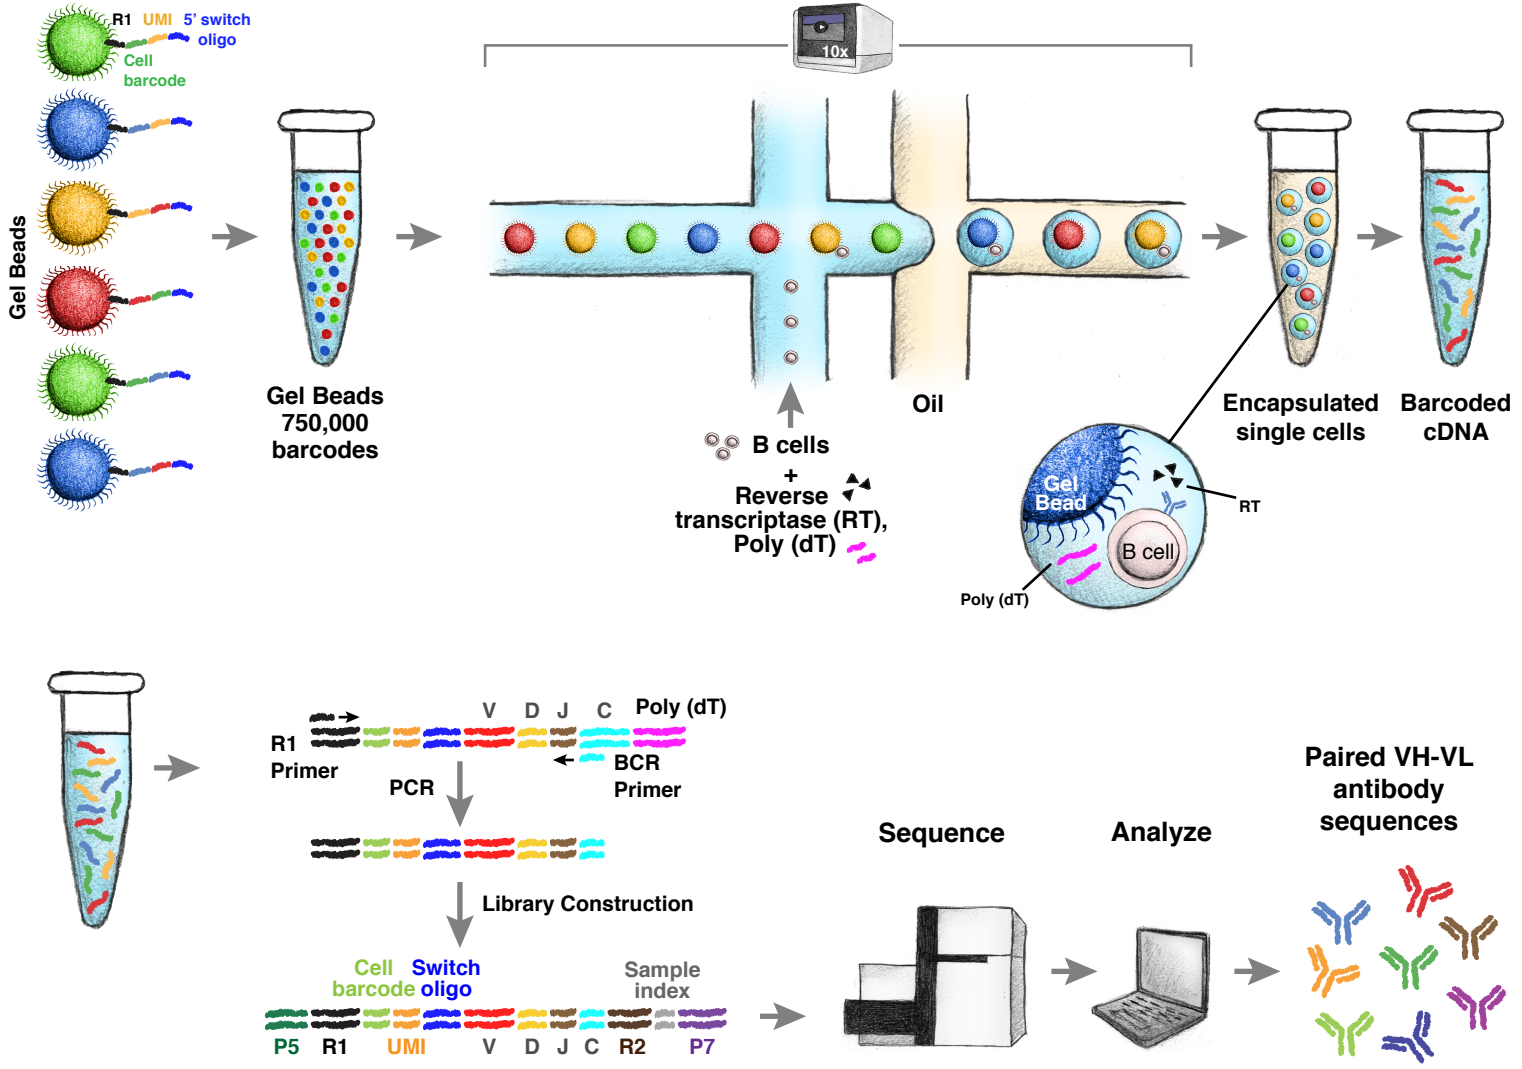 R1 UMI 5' switch
oligo
Cell
barcode
Gel Beads
10x
Gel Beads
750,000
barcodes
Oil
B cells
+
Reverse
transcriptase (RT),
Poly (dT)
Encapsulated
single cells
Barcoded
cDNA
Gel
Bead
RT
B cell
Poly (dT)
V D J C Poly (dT)
R1
Primer
BCR
Primer
PCR
Library Construction
Cell
barcode
Switch
oligo
Sample
index
P5 R1 UMI V D J C R2 P7
Sequence
Analyze
Paired VH-VL
antibody
sequences